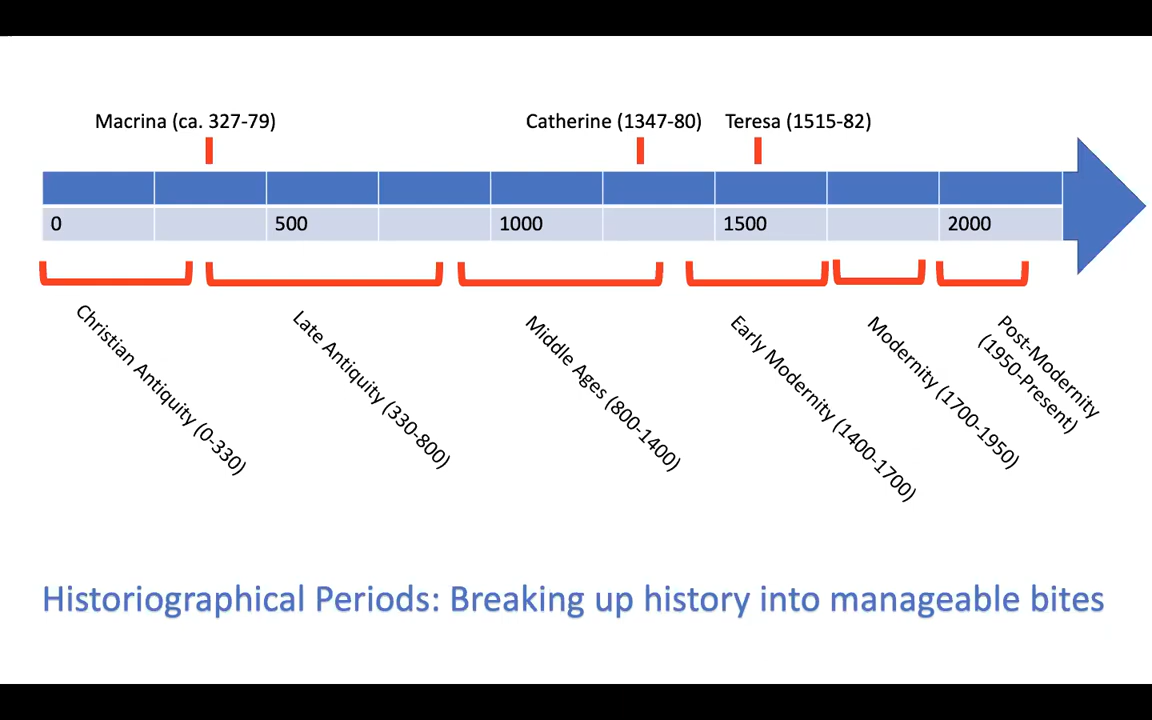 Macrina (ca. 327-79)
Catherine (1347-80)
Teresa (1515-82)
0
500
1000
1500
2000
Christian Antiquity (0-330)
Late Antiquity (330-800)
Middle Ages (800-1400)
Early Modernity (1400-1700)
Modernity (1700-1950)
Post-Modernity
(1950-Present)
Historiographical Periods: Breaking up history into manageable bites